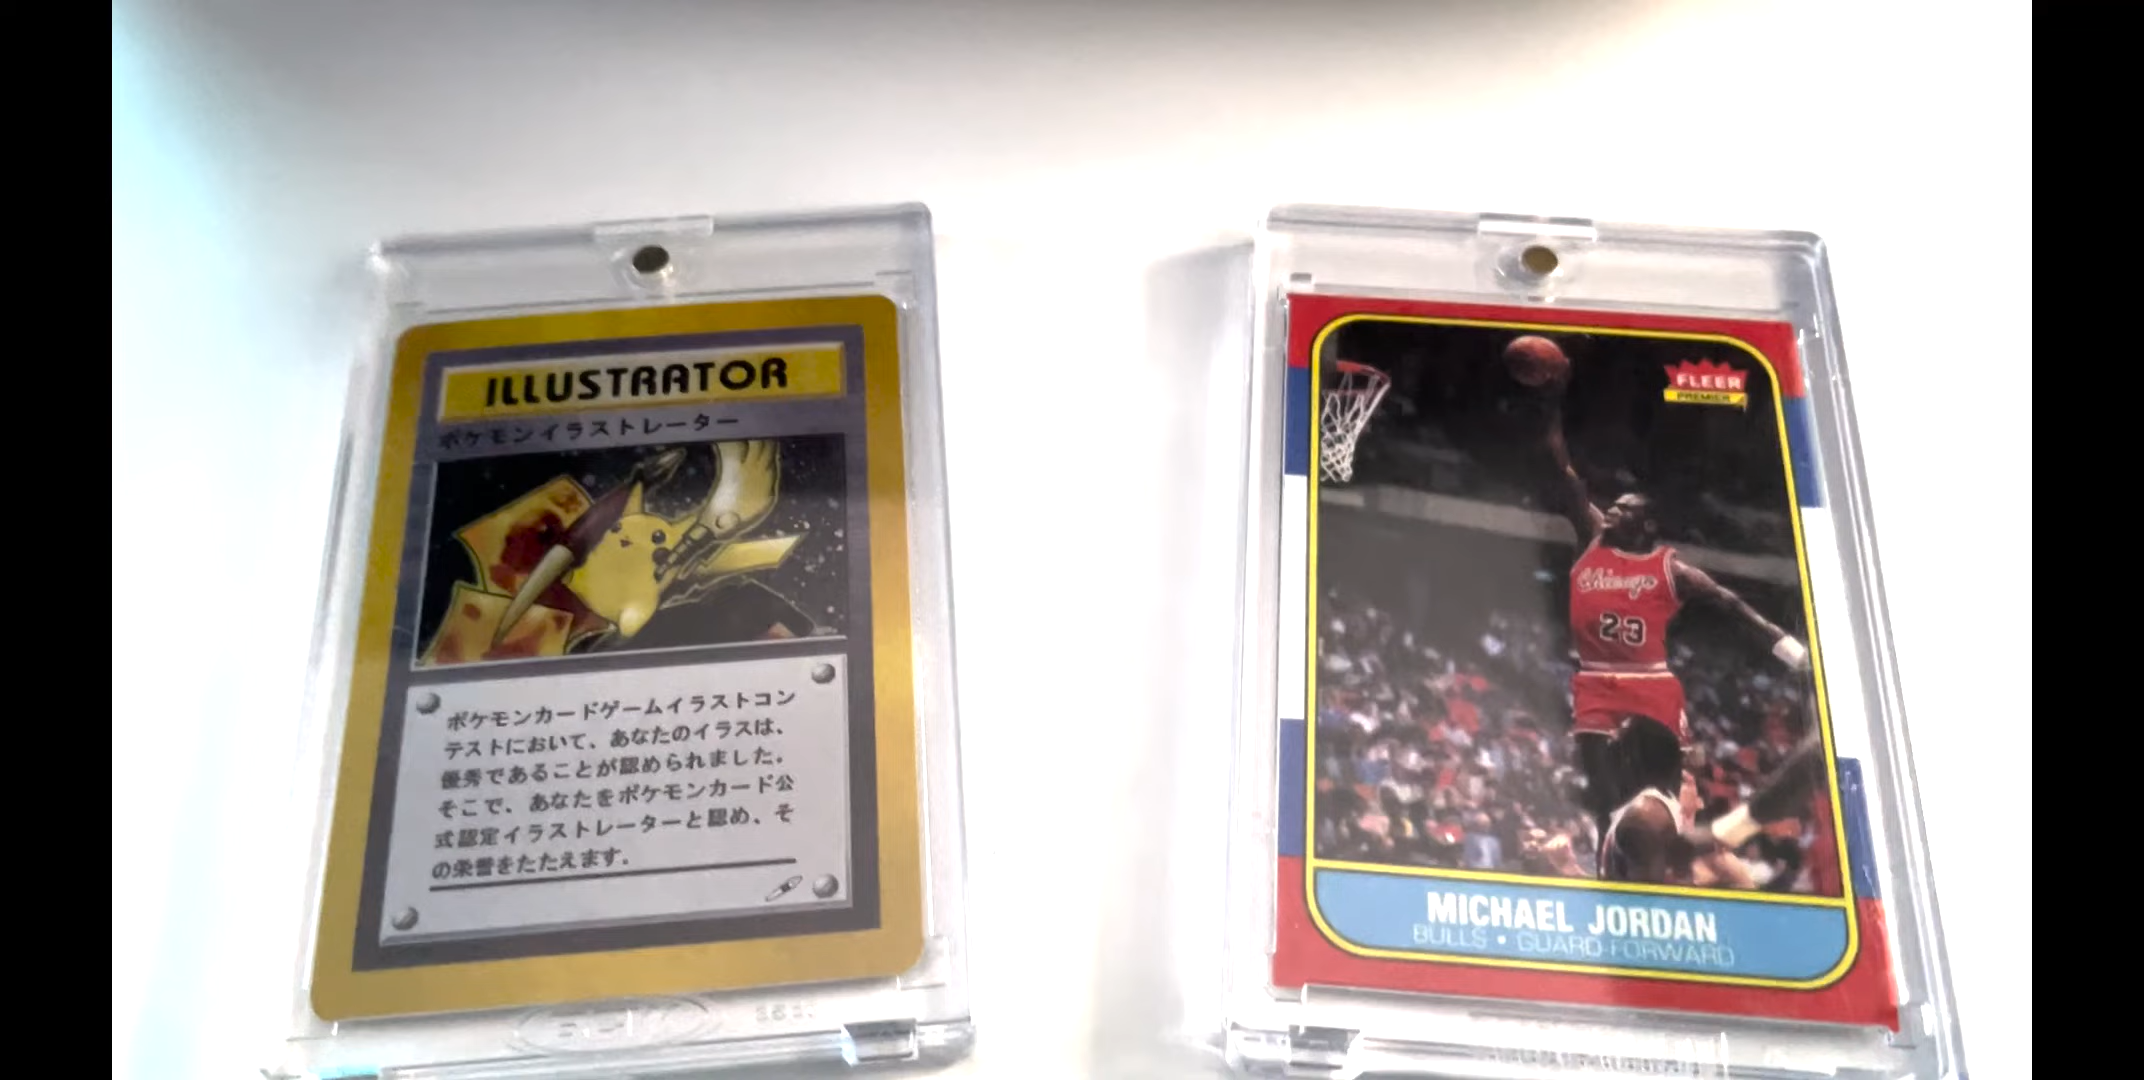 ILLUSTRATOR
ポケモンイラストレーター
ポケモンカードゲームイラストコン
テストにおいて、あなたのイラスは、
優秀であることが認められました。
そこで、あなたをポケモンカード公
式認定イラストレーターと認め、そ
の栄誉をたたえます。
FLEER
PREMIER
Chicago
23
MICHAEL JORDAN
BULLS • GUARD-FORWARD